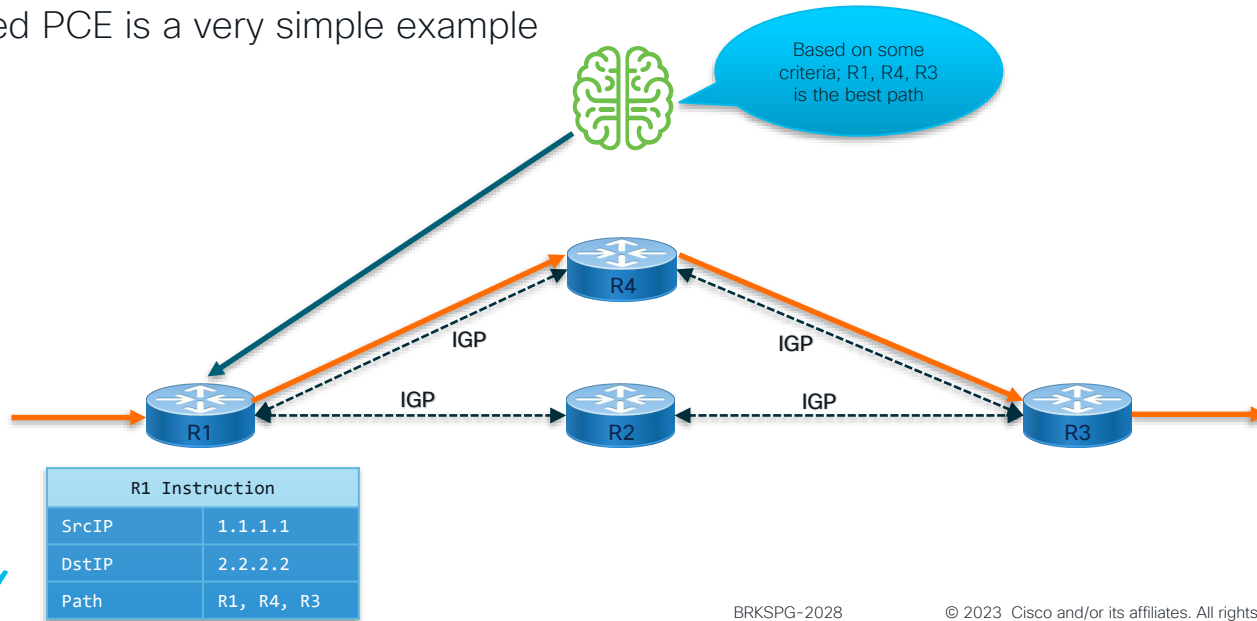 ed PCE is a very simple example
Based on some
criteria; R1, R4, R3
is the best path
R4
IGP
IGP
IGP
IGP
R1
R2
R3
R1 Instruction
SrcIP 1.1.1.1
DstIP 2.2.2.2
Path R1, R4, R3
BRKSPG-2028 © 2023 Cisco and/or its affiliates. All rights